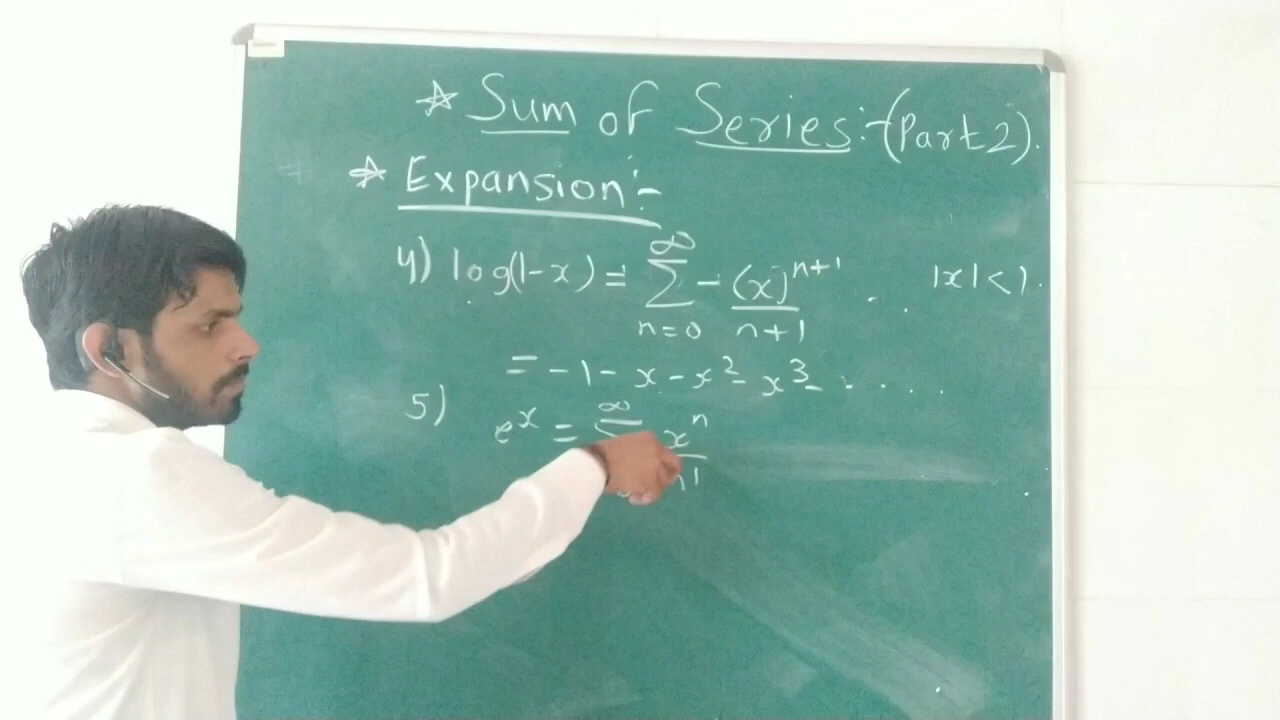 ☆ Sum of Series:-(Part 2).
☆ Expansion:-
4) log(1-x) = ∞ ∑ n=0 - (x)^n+1 / n+1 . . |x|<1.
= -1 - x - x² - x³ - . . . .
5) e^x = ∞ x^n